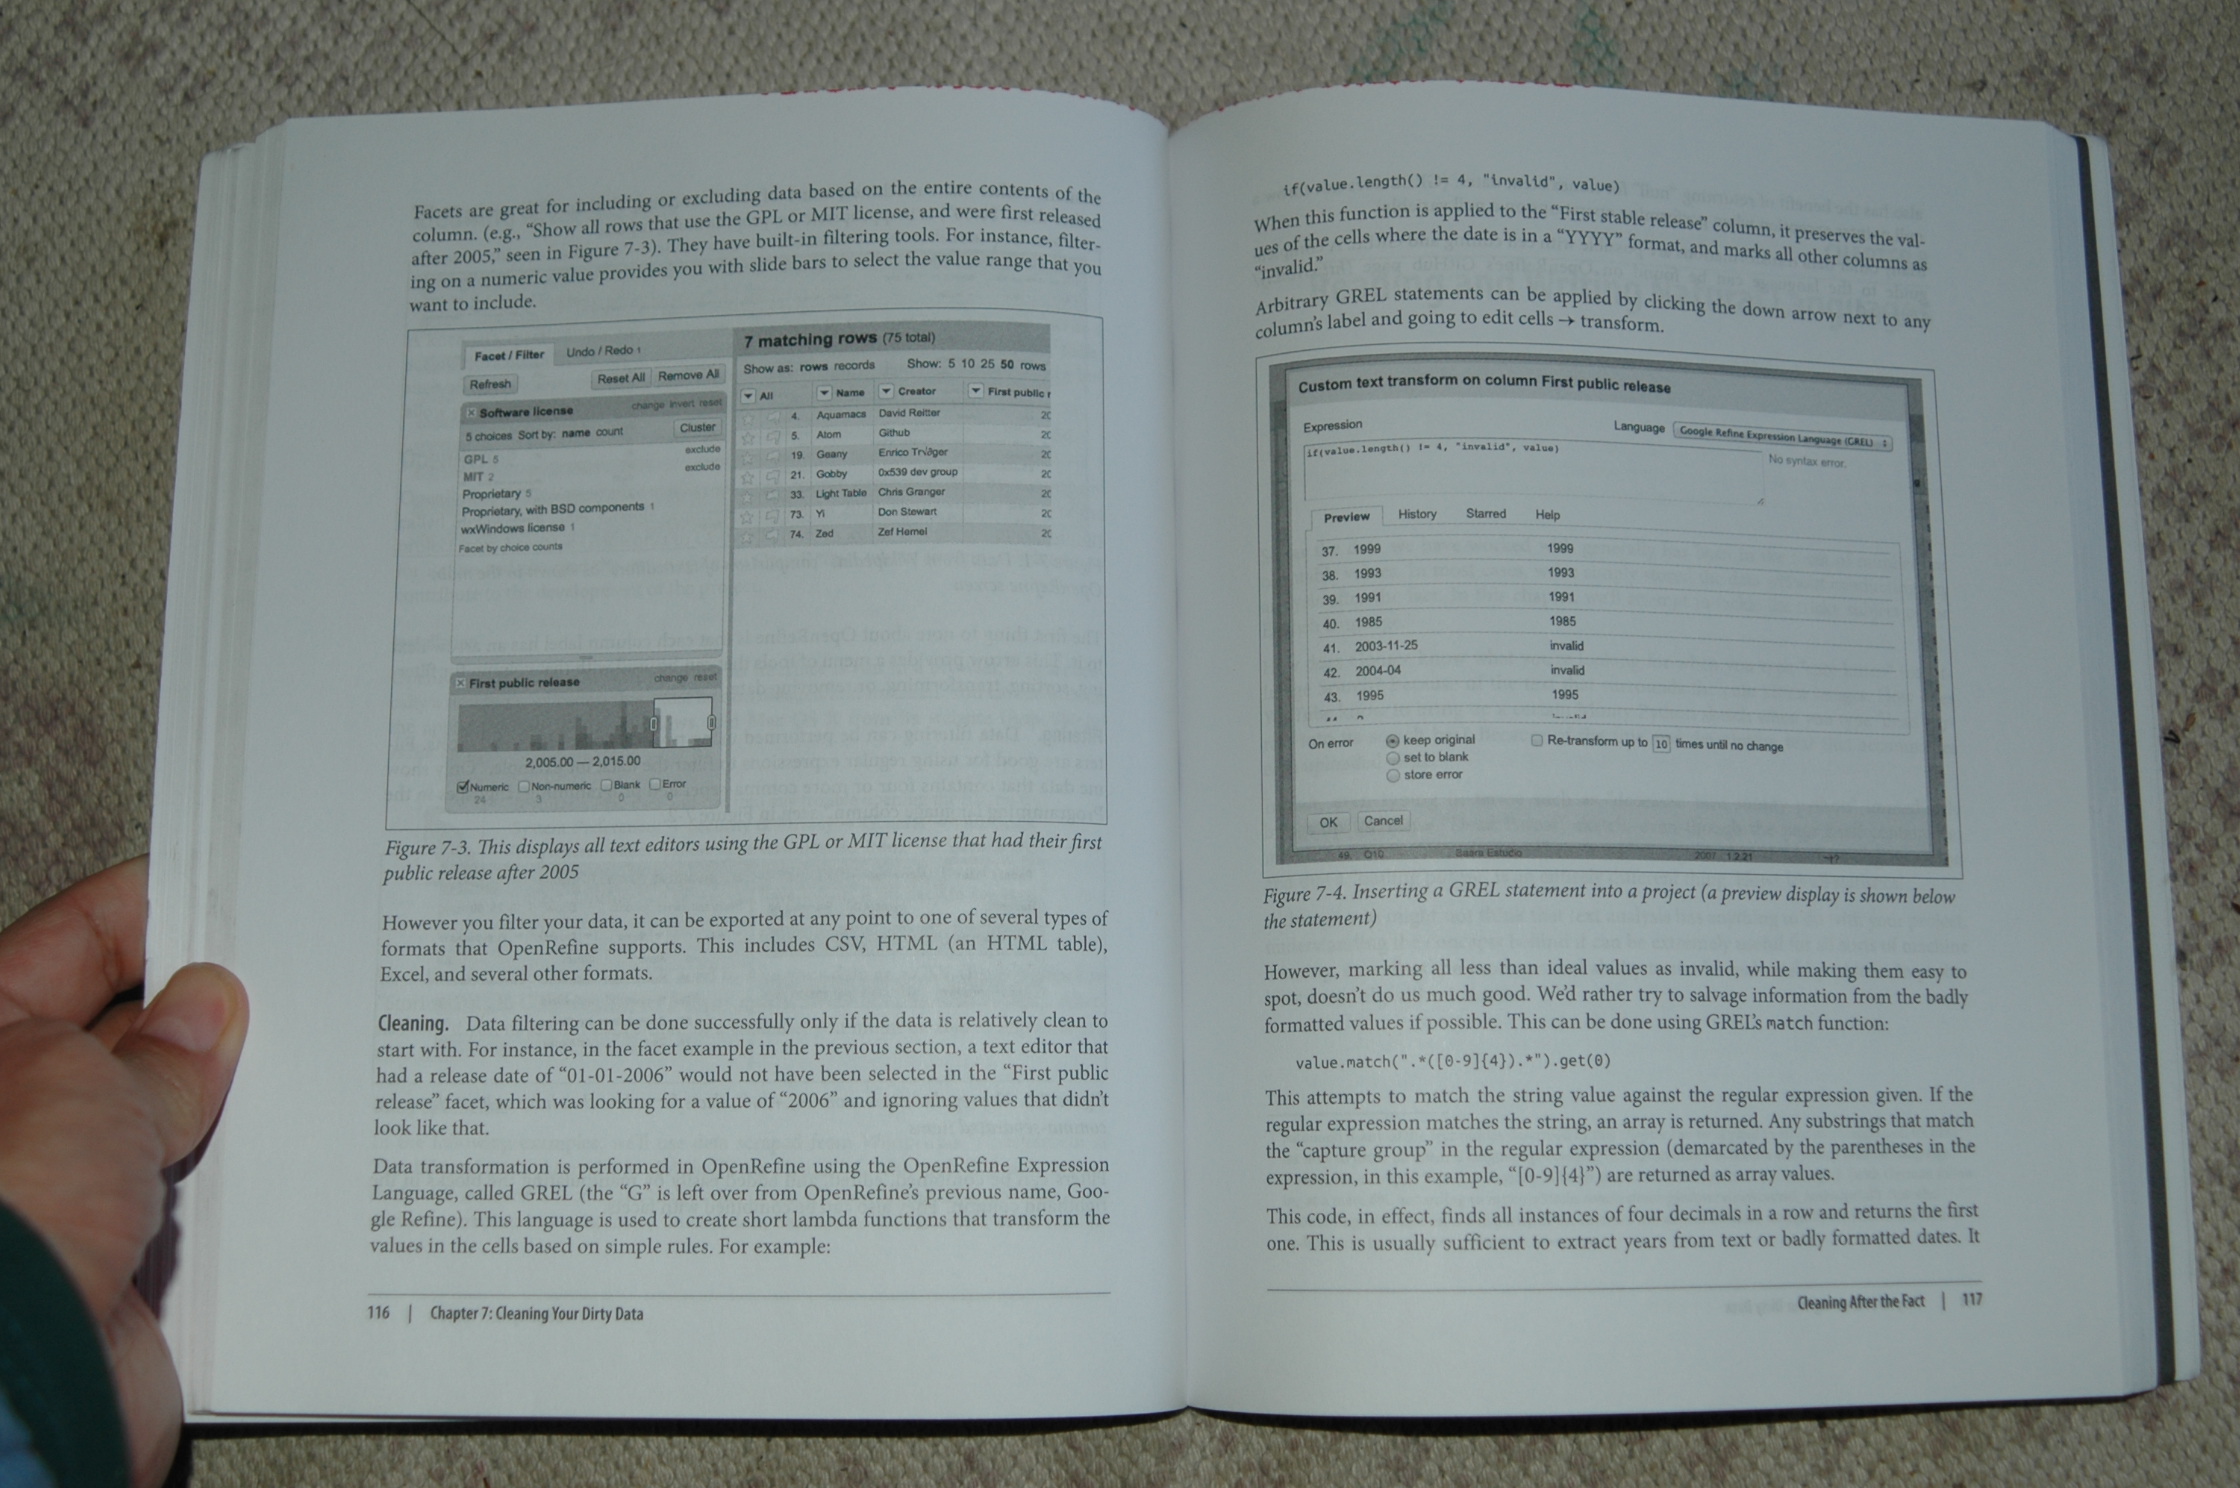 Facets are great for including or excluding data based on the entire contents of the
column. (e.g., “Show all rows that use the GPL or MIT license, and were first released
after 2005,” seen in Figure 7-3). They have built-in filtering tools. For instance, filter-
ing on a numeric value provides you with slide bars to select the value range that you
want to include.
Facet / Filter
Undo / Redo 1
Refresh
Reset All
Remove All
Software license
change invert reset
5 choices Sort by: name count
Cluster
GPL 5
exclude
MIT 2
exclude
Proprietary 5
Proprietary, with BSD components 1
wxWindows license 1
Facet by choice counts
First public release
change reset
2,005.00 — 2,015.00
Numeric Non-numeric Blank Error
24 3 0 0
7 matching rows (75 total)
Show as: rows records Show: 5 10 25 50 rows
All Name Creator First public r
4. Aquamacs David Reitter 20
5. Atom Github 20
19. Geany Enrico Tröger 20
21. Gobby 0x539 dev group 20
33. Light Table Chris Granger 20
73. Yi Don Stewart 20
74. Zed Zef Hemel 20
Figure 7-3. This displays all text editors using the GPL or MIT license that had their first
public release after 2005
However you filter your data, it can be exported at any point to one of several types of
formats that OpenRefine supports. This includes CSV, HTML (an HTML table),
Excel, and several other formats.
Cleaning. Data filtering can be done successfully only if the data is relatively clean to
start with. For instance, in the facet example in the previous section, a text editor that
had a release date of “01-01-2006” would not have been selected in the “First public
release” facet, which was looking for a value of “2006” and ignoring values that didn’t
look like that.
Data transformation is performed in OpenRefine using the OpenRefine Expression
Language, called GREL (the “G” is left over from OpenRefine’s previous name, Goo-
gle Refine). This language is used to create short lambda functions that transform the
values in the cells based on simple rules. For example:
116 | Chapter 7: Cleaning Your Dirty Data
if(value.length() != 4, "invalid", value)
When this function is applied to the “First stable release” column, it preserves the val-
ues of the cells where the date is in a “YYYY” format, and marks all other columns as
“invalid.”
Arbitrary GREL statements can be applied by clicking the down arrow next to any
column’s label and going to edit cells → transform.
Custom text transform on column First public release
Expression
Language Google Refine Expression Language (GREL)
if(value.length() != 4, "invalid", value)
No syntax error.
Preview History Starred Help
37. 1999 1999
38. 1993 1993
39. 1991 1991
40. 1985 1985
41. 2003-11-25 invalid
42. 2004-04 invalid
43. 1995 1995
On error
keep original
set to blank
store error
Re-transform up to 10 times until no change
OK Cancel
49. Q10 Baara Estudio 2007 1.2.21
Figure 7-4. Inserting a GREL statement into a project (a preview display is shown below
the statement)
However, marking all less than ideal values as invalid, while making them easy to
spot, doesn’t do us much good. We’d rather try to salvage information from the badly
formatted values if possible. This can be done using GREL’s match function:
value.match(".*([0-9]{4}).*").get(0)
This attempts to match the string value against the regular expression given. If the
regular expression matches the string, an array is returned. Any substrings that match
the “capture group” in the regular expression (demarcated by the parentheses in the
expression, in this example, “[0-9]{4}”) are returned as array values.
This code, in effect, finds all instances of four decimals in a row and returns the first
one. This is usually sufficient to extract years from text or badly formatted dates. It
Cleaning After the Fact | 117